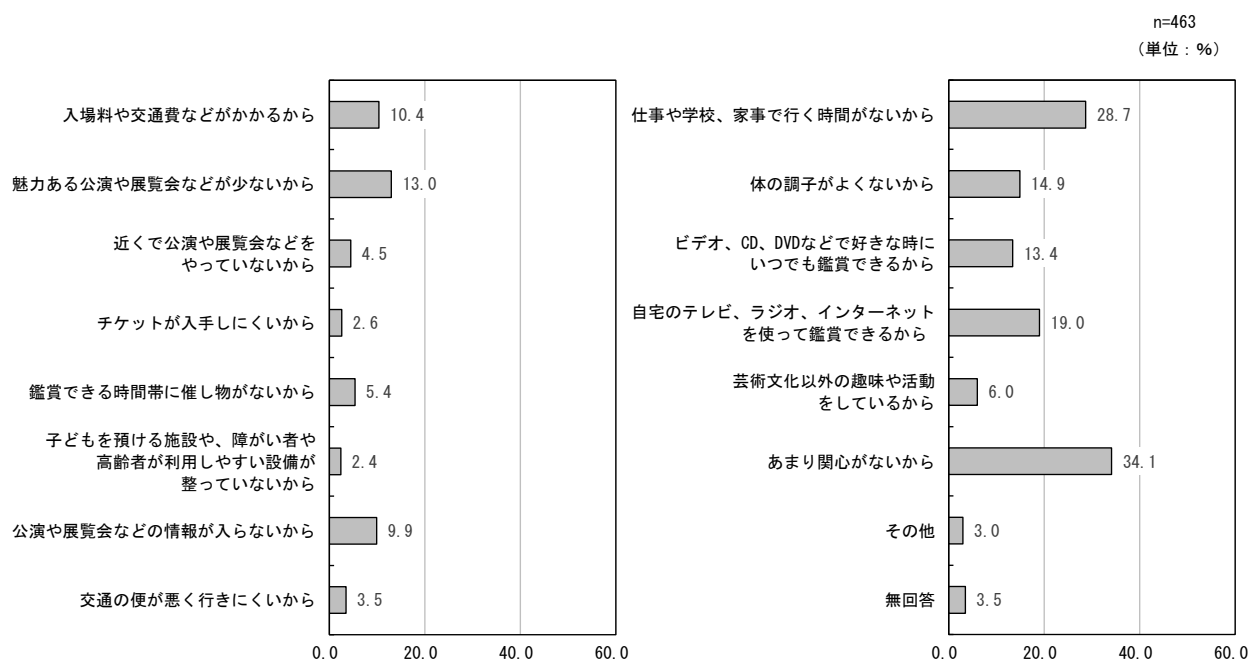 n=463
（単位：％）
入場料や交通費などがかかるから
10.4
魅力ある公演や展覧会などが少ないから
13.0
近くで公演や展覧会などを
やっていないから
4.5
チケットが入手しにくいから
2.6
鑑賞できる時間帯に催し物がないから
5.4
子どもを預ける施設や、障がい者や
高齢者が利用しやすい設備が
整っていないから
2.4
公演や展覧会などの情報が入らないから
9.9
交通の便が悪く行きにくいから
3.5
0.0 20.0 40.0 60.0
仕事や学校、家事で行く時間がないから
28.7
体の調子がよくないから
14.9
ビデオ、CD、DVDなどで好きな時に
いつでも鑑賞できるから
13.4
自宅のテレビ、ラジオ、インターネット
を使って鑑賞できるから
19.0
芸術文化以外の趣味や活動
をしているから
6.0
あまり関心がないから
34.1
その他
3.0
無回答
3.5
0.0 20.0 40.0 60.0